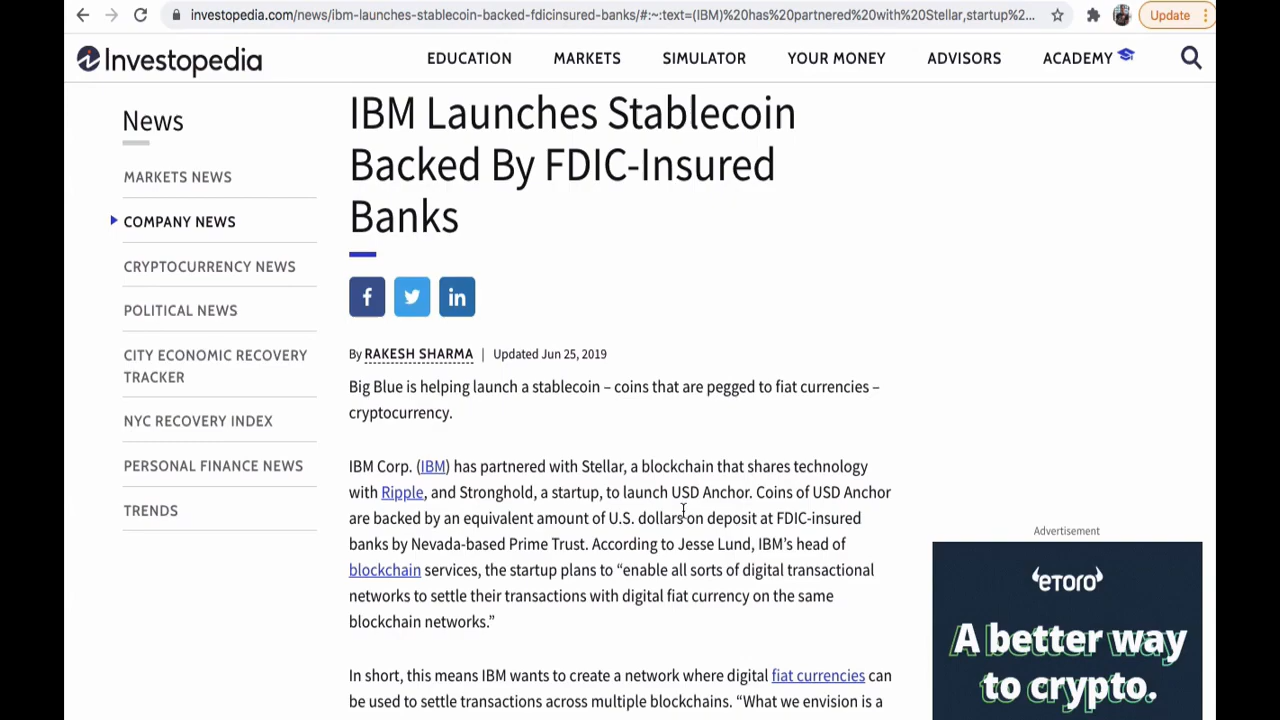 investopedia.com/news/ibm-launches-stablecoin-backed-fdicinsured-banks/#:~:text=(IBM)%20has%20partnered%20with%20Stellar,startup%2...
Update
Investopedia
EDUCATION MARKETS SIMULATOR YOUR MONEY ADVISORS ACADEMY
News
MARKETS NEWS
COMPANY NEWS
CRYPTOCURRENCY NEWS
POLITICAL NEWS
CITY ECONOMIC RECOVERY
TRACKER
NYC RECOVERY INDEX
PERSONAL FINANCE NEWS
TRENDS
IBM Launches Stablecoin
Backed By FDIC-Insured
Banks
By RAKESH SHARMA | Updated Jun 25, 2019
Big Blue is helping launch a stablecoin – coins that are pegged to fiat currencies –
cryptocurrency.
IBM Corp. (IBM) has partnered with Stellar, a blockchain that shares technology
with Ripple, and Stronghold, a startup, to launch USD Anchor. Coins of USD Anchor
are backed by an equivalent amount of U.S. dollars on deposit at FDIC-insured
banks by Nevada-based Prime Trust. According to Jesse Lund, IBM’s head of
blockchain services, the startup plans to “enable all sorts of digital transactional
networks to settle their transactions with digital fiat currency on the same
blockchain networks.”
In short, this means IBM wants to create a network where digital fiat currencies can
be used to settle transactions across multiple blockchains. “What we envision is a
Advertisement
eTORO
A better way
to crypto.